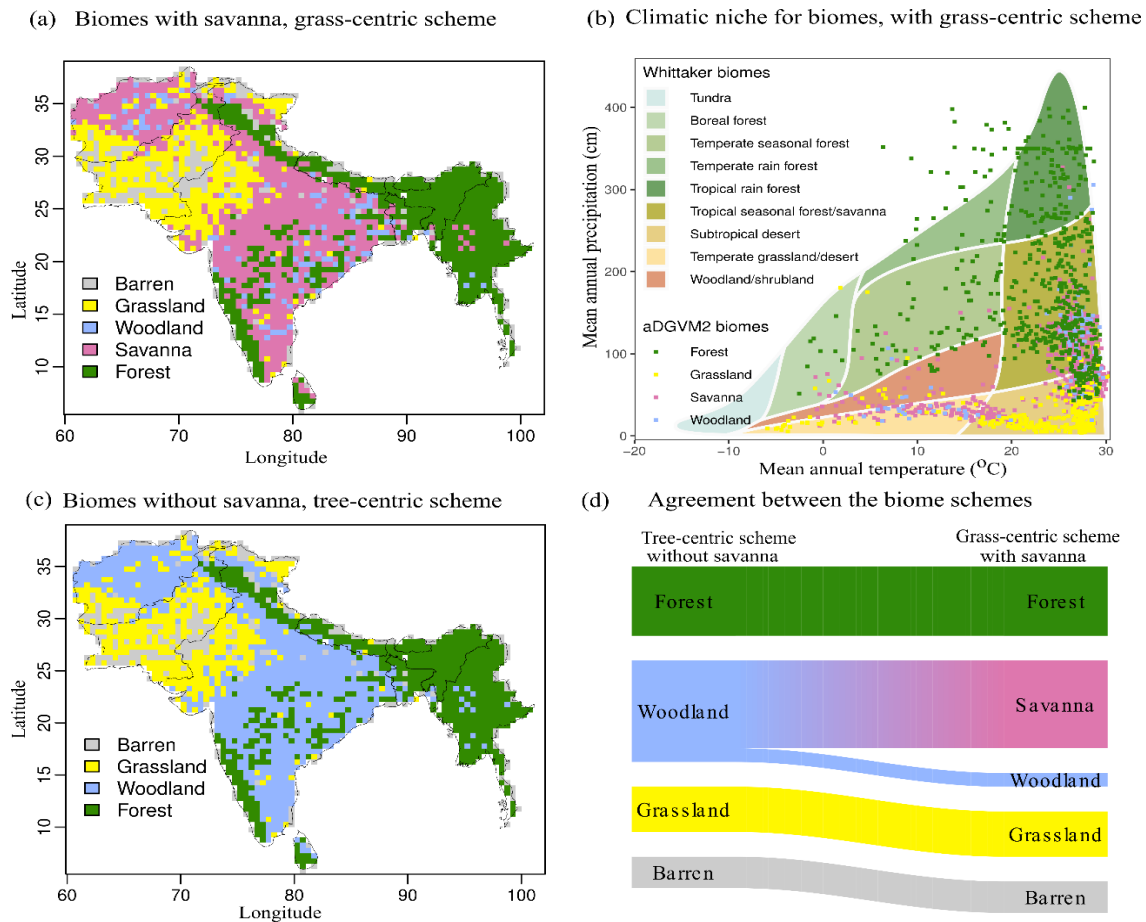 (a) Biomes with savanna, grass-centric scheme
Latitude
35
30
25
20
15
10
Barren
Grassland
Woodland
Savanna
Forest
60 70 80 90 100
Longitude
(b) Climatic niche for biomes, with grass-centric scheme
Mean annual precipitation (cm)
400
300
200
100
0
Whittaker biomes
Tundra
Boreal forest
Temperate seasonal forest
Temperate rain forest
Tropical rain forest
Tropical seasonal forest/savanna
Subtropical desert
Temperate grassland/desert
Woodland/shrubland
aDGVM2 biomes
Forest
Grassland
Savanna
Woodland
−20 −10 0 10 20 30
Mean annual temperature (°C)
(c) Biomes without savanna, tree-centric scheme
Latitude
35
30
25
20
15
10
Barren
Grassland
Woodland
Forest
60 70 80 90 100
Longitude
(d) Agreement between the biome schemes
Tree-centric scheme
without savanna
Grass-centric scheme
with savanna
Forest Forest
Woodland Savanna
Woodland
Grassland Grassland
Barren Barren